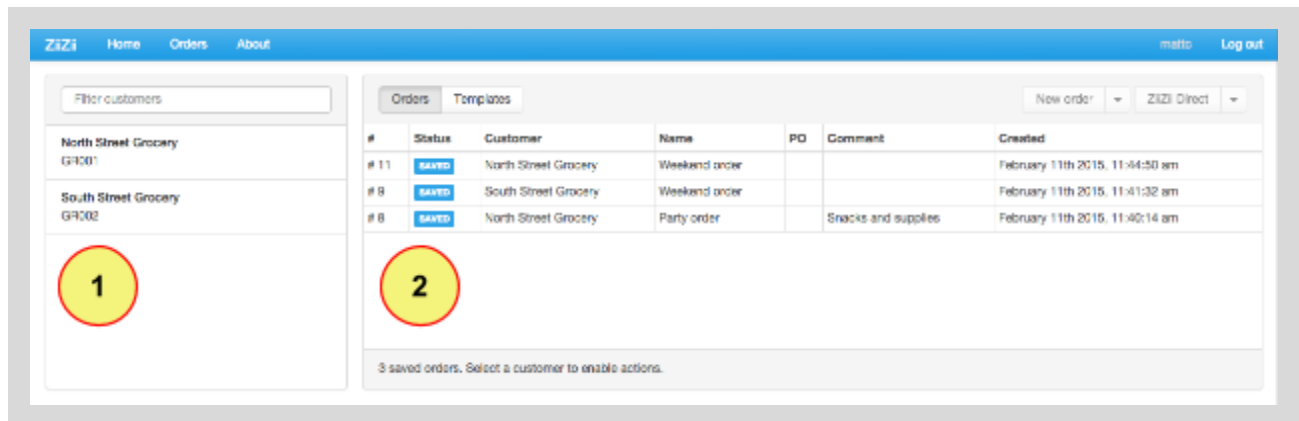 ZiiZii Home Orders About matto Log out
Filter customers
North Street Grocery
GR001
South Street Grocery
GR002
1
Orders Templates New order ZiiZii Direct
# Status Customer Name PO Comment Created
# 11 SAVED North Street Grocery Weekend order February 11th 2015, 11:44:50 am
# 9 SAVED South Street Grocery Weekend order February 11th 2015, 11:41:32 am
# 8 SAVED North Street Grocery Party order Snacks and supplies February 11th 2015, 11:40:14 am
2
3 saved orders. Select a customer to enable actions.